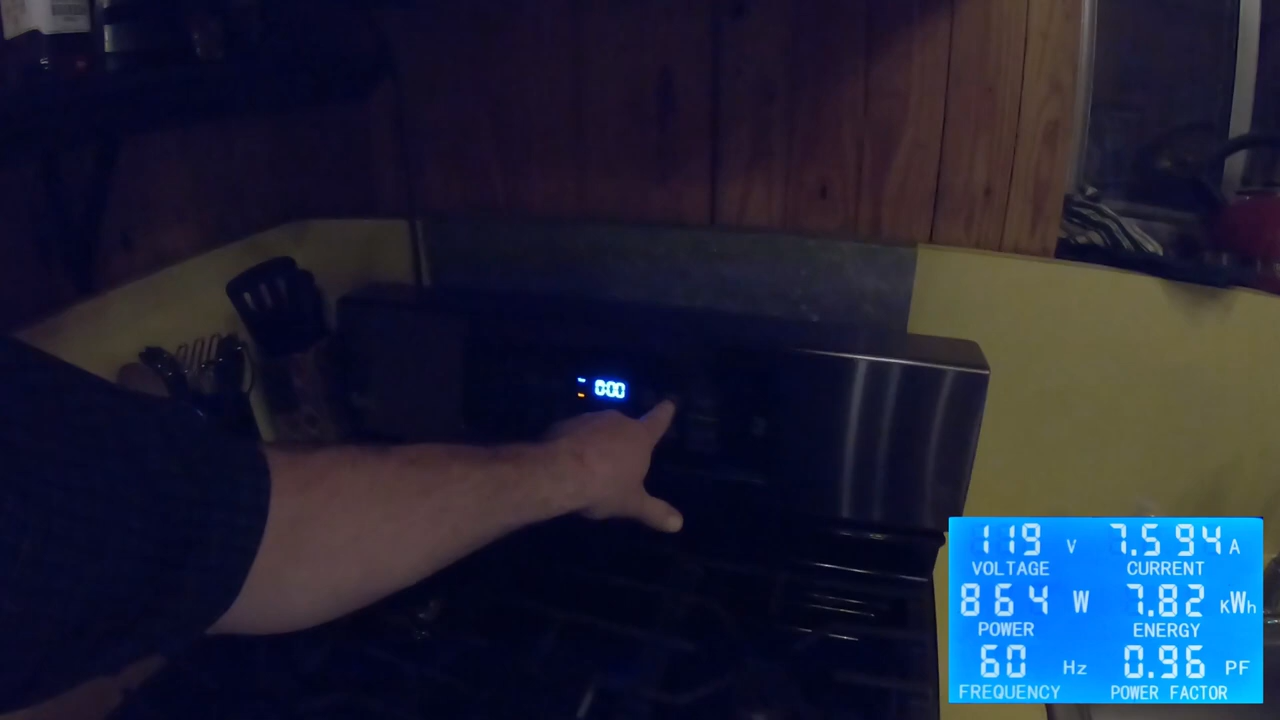 0:00
119 V 7.594 A
VOLTAGE CURRENT
864 W 7.82 KWh
POWER ENERGY
60 Hz 0.96 PF
FREQUENCY POWER FACTOR